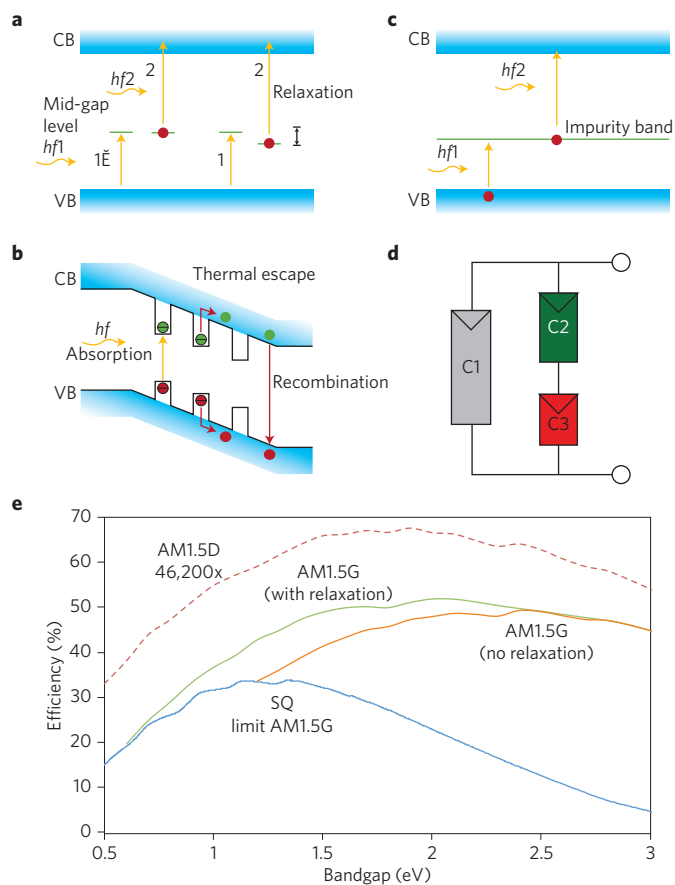 a
CB
hf2
2
2
Relaxation
Mid-gap
level
hf1
1Ĕ
1
VB
c
CB
hf2
Impurity band
hf1
VB
b
CB
Thermal escape
hf
Absorption
Recombination
VB
d
C1
C2
C3
e
70
60
50
40
30
20
10
0
Efficiency (%)
AM1.5D
46,200x
AM1.5G
(with relaxation)
AM1.5G
(no relaxation)
SQ
limit AM1.5G
0.5
1
1.5
2
2.5
3
Bandgap (eV)